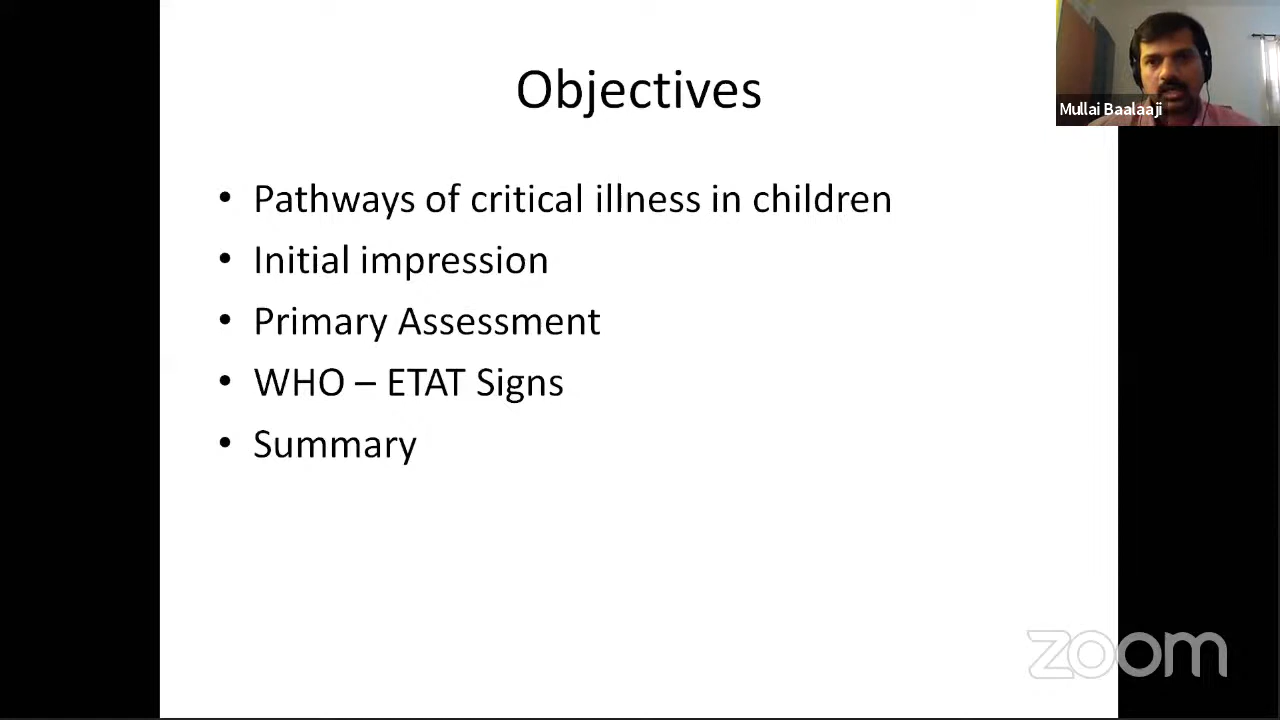 Objectives
Mullai Baalaaji
• Pathways of critical illness in children
• Initial impression
• Primary Assessment
• WHO – ETAT Signs
• Summary
zoom